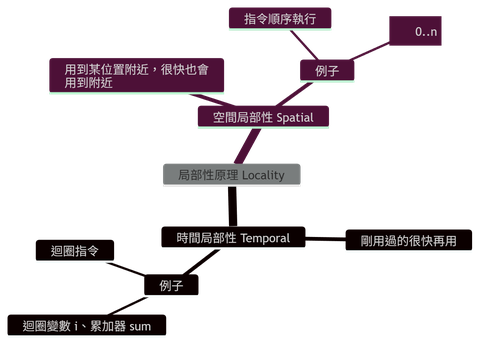 指令順序執行
0..n
例子
用到某位置附近，很快也會
用到附近
空間局部性 Spatial
局部性原理 Locality
時間局部性 Temporal
剛用過的很快再用
迴圈指令
例子
迴圈變數 i、累加器 sum